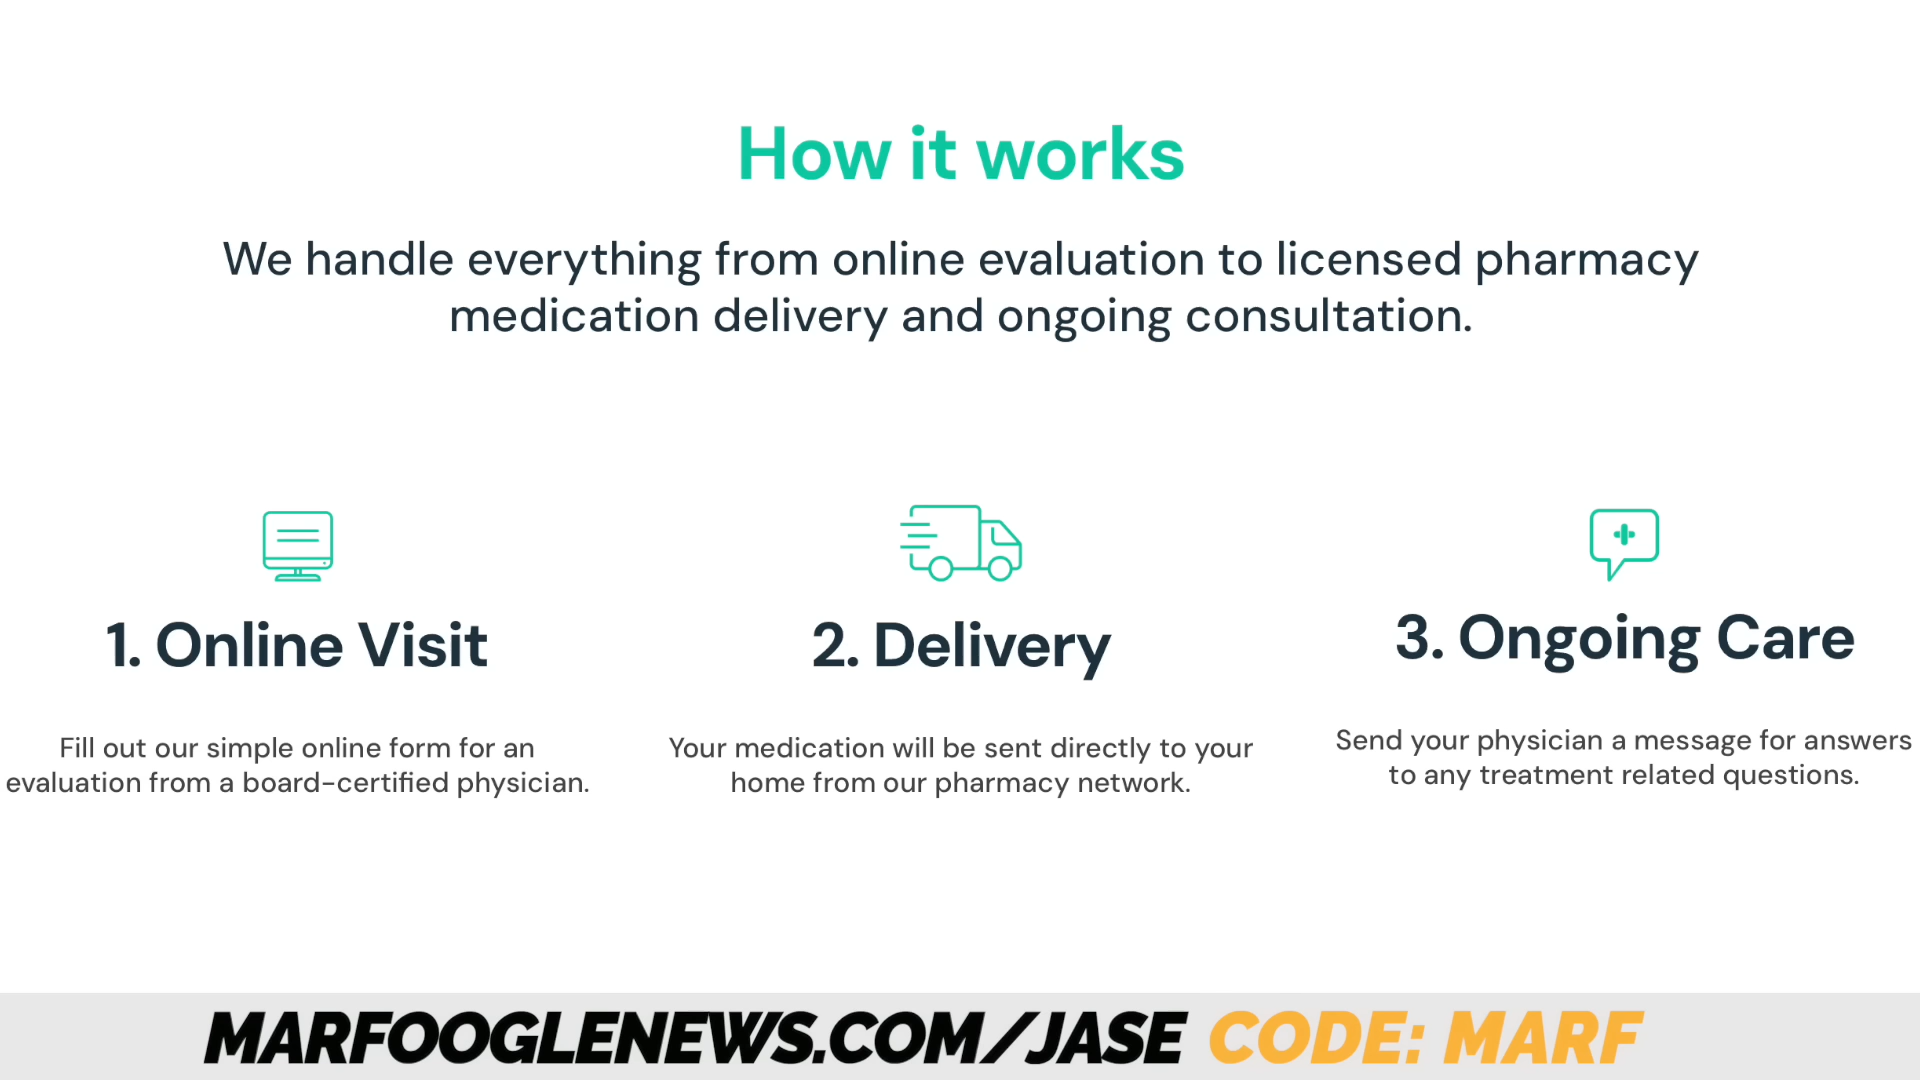 How it works
We handle everything from online evaluation to licensed pharmacy
medication delivery and ongoing consultation.
1. Online Visit
Fill out our simple online form for an
evaluation from a board-certified physician.
2. Delivery
Your medication will be sent directly to your
home from our pharmacy network.
3. Ongoing Care
Send your physician a message for answers
to any treatment related questions.
MARFOOGLENEWS.COM/JASE CODE: MARF